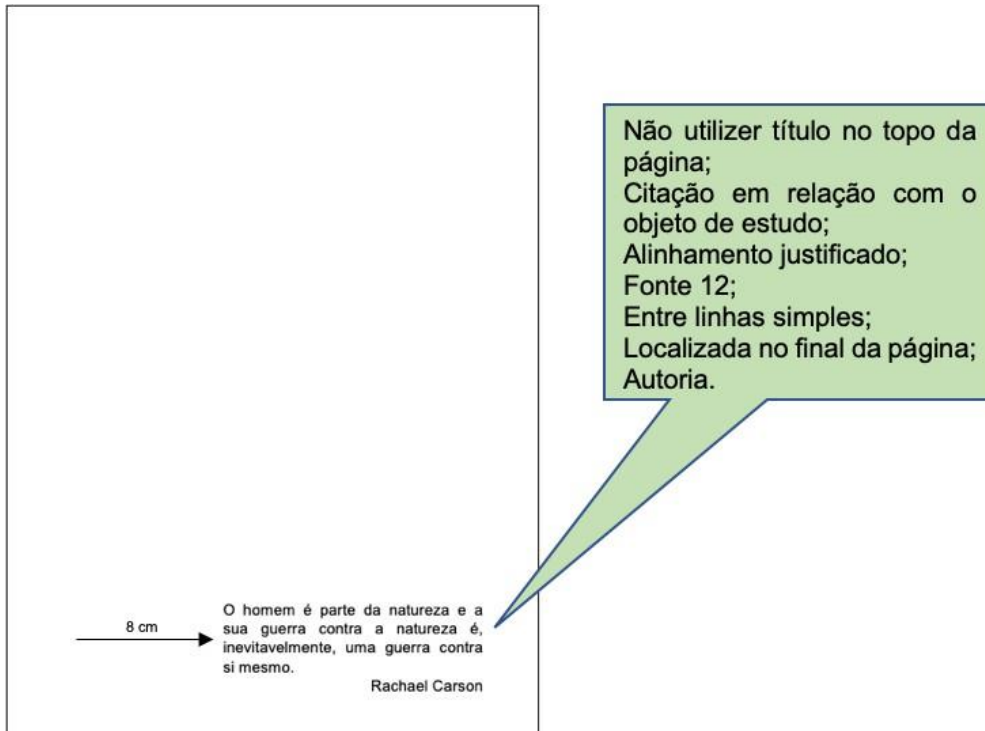 Não utilizer título no topo da
página;
Citação em relação com o
objeto de estudo;
Alinhamento justificado;
Fonte 12;
Entre linhas simples;
Localizada no final da página;
Autoria.
8 cm
O homem é parte da natureza e a
sua guerra contra a natureza é,
inevitavelmente, uma guerra contra
si mesmo.
Rachael Carson